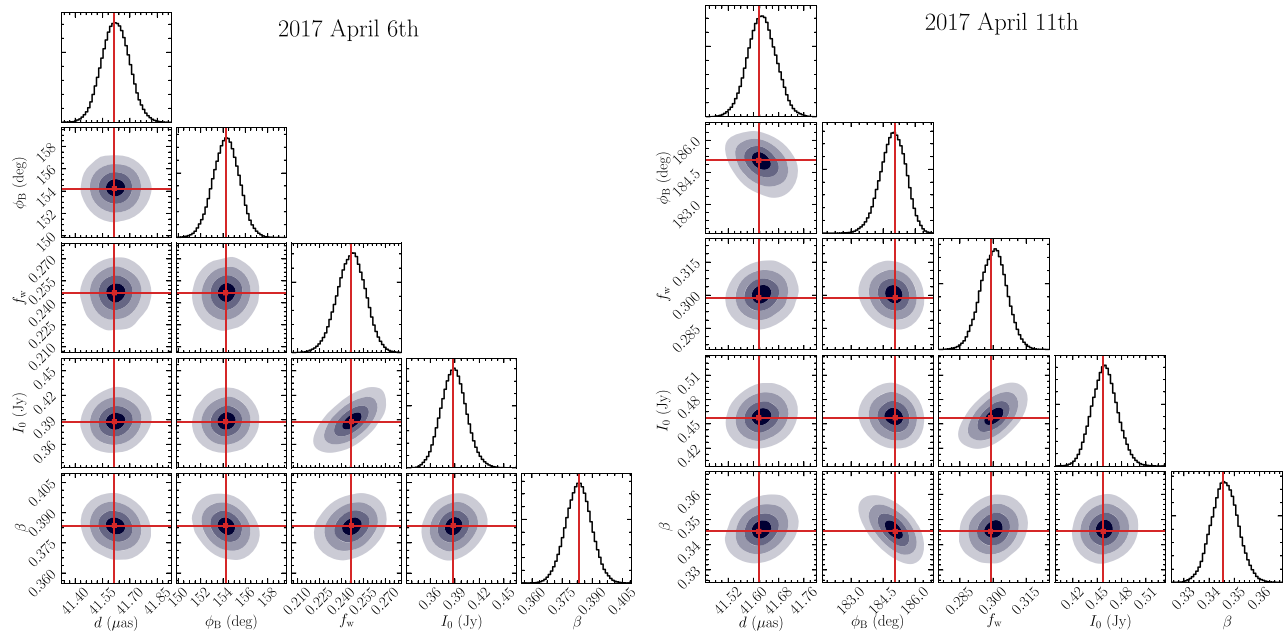 2017 April 6th
158
156
154
152
150
ϕB (deg)
0.270
0.255
0.240
0.225
0.210
fw
0.45
0.42
0.39
0.36
I0 (Jy)
0.405
0.390
0.375
0.360
β
41.40 41.55 41.70 41.85
d (μas)
150 152 154 156 158
ϕB (deg)
0.210 0.225 0.240 0.255 0.270
fw
0.36 0.39 0.42 0.45
I0 (Jy)
0.360 0.375 0.390 0.405
β
2017 April 11th
186.0
184.5
183.0
ϕB (deg)
0.315
0.300
0.285
fw
0.51
0.48
0.45
0.42
I0 (Jy)
0.36
0.35
0.34
0.33
β
41.52 41.60 41.68 41.76
d (μas)
183.0 184.5 186.0
ϕB (deg)
0.285 0.300 0.315
fw
0.42 0.45 0.48 0.51
I0 (Jy)
0.33 0.34 0.35 0.36
β